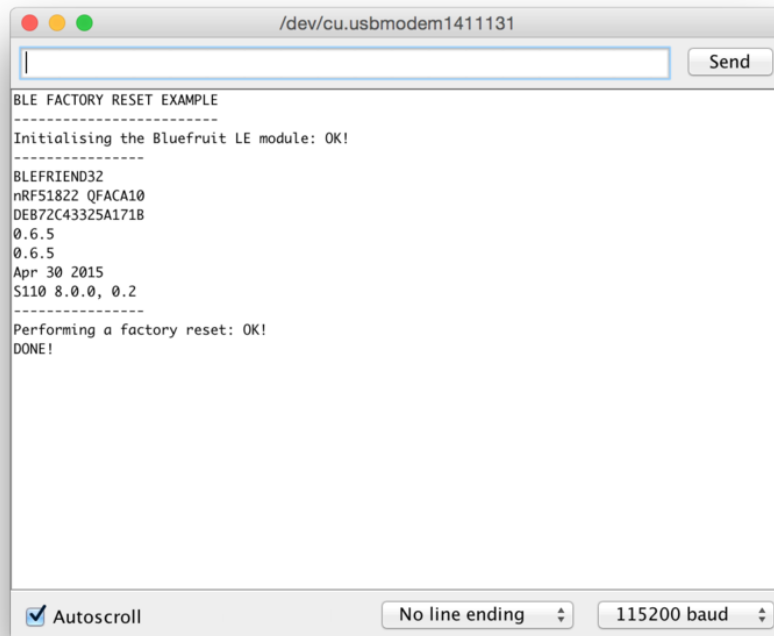 /dev/cu.usbmodem1411131
Send
BLE FACTORY RESET EXAMPLE
-------------------------
Initialising the Bluefruit LE module: OK!
----------------
BLEFRIEND32
nRF51822 QFACA10
DEB72C43325A171B
0.6.5
0.6.5
Apr 30 2015
S110 8.0.0, 0.2
----------------
Performing a factory reset: OK!
DONE!
Autoscroll
No line ending
115200 baud